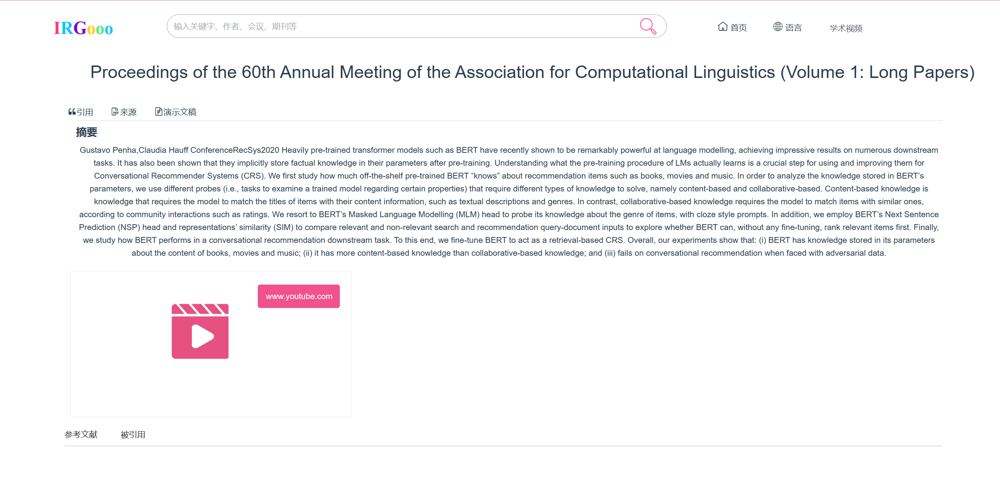 IRGooo
输入关键字、作者、会议、期刊等
首页
语言
学术视频
Proceedings of the 60th Annual Meeting of the Association for Computational Linguistics (Volume 1: Long Papers)
引用
PDF
来源
P
演示文稿
摘要
Gustavo Penha,Claudia Hauff ConferenceRecSys2020 Heavily pre-trained transformer models such as BERT have recently shown to be remarkably powerful at language modelling, achieving impressive results on numerous downstream
tasks. It has also been shown that they implicitly store factual knowledge in their parameters after pre-training. Understanding what the pre-training procedure of LMs actually learns is a crucial step for using and improving them for
Conversational Recommender Systems (CRS). We first study how much off-the-shelf pre-trained BERT “knows” about recommendation items such as books, movies and music. In order to analyze the knowledge stored in BERT’s
parameters, we use different probes (i.e., tasks to examine a trained model regarding certain properties) that require different types of knowledge to solve, namely content-based and collaborative-based. Content-based knowledge is
knowledge that requires the model to match the titles of items with their content information, such as textual descriptions and genres. In contrast, collaborative-based knowledge requires the model to match items with similar ones,
according to community interactions such as ratings. We resort to BERT’s Masked Language Modelling (MLM) head to probe its knowledge about the genre of items, with cloze style prompts. In addition, we employ BERT’s Next Sentence
Prediction (NSP) head and representations’ similarity (SIM) to compare relevant and non-relevant search and recommendation query-document inputs to explore whether BERT can, without any fine-tuning, rank relevant items first. Finally,
we study how BERT performs in a conversational recommendation downstream task. To this end, we fine-tune BERT to act as a retrieval-based CRS. Overall, our experiments show that: (i) BERT has knowledge stored in its parameters
about the content of books, movies and music; (ii) it has more content-based knowledge than collaborative-based knowledge; and (iii) fails on conversational recommendation when faced with adversarial data.
www.youtube.com
参考文献
被引用